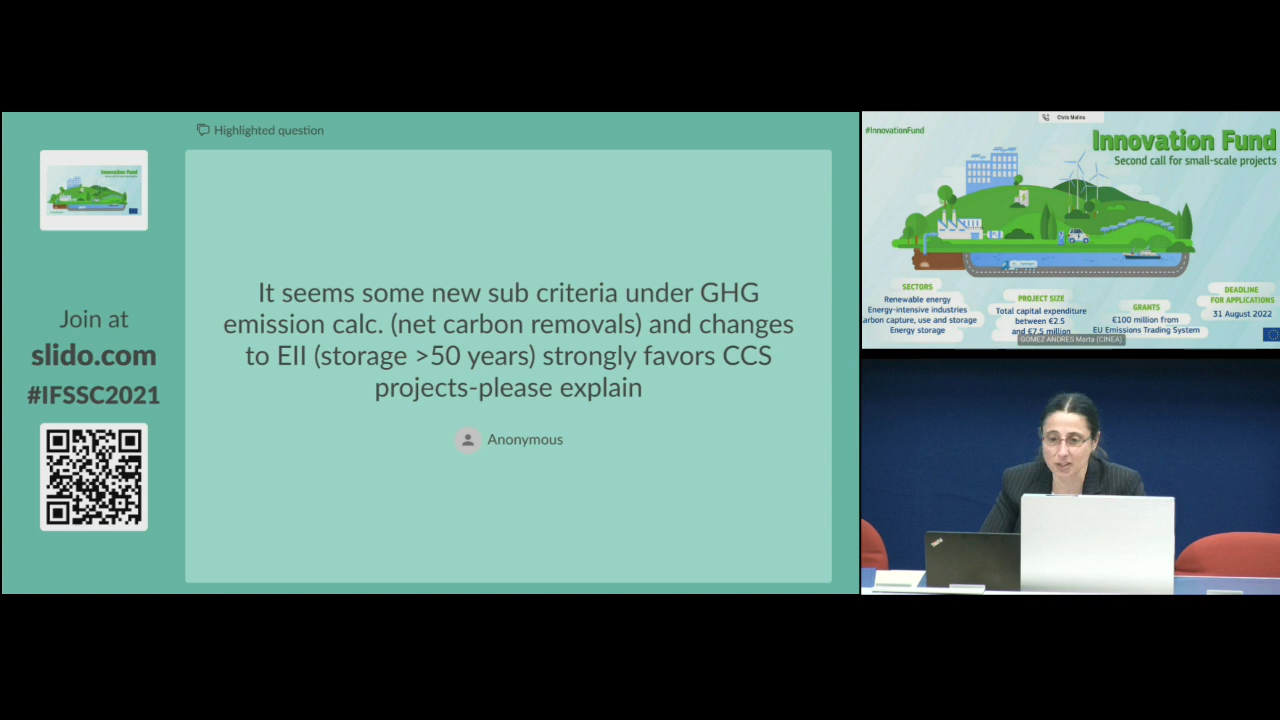 Highlighted question
Join at
slido.com
#IFSSC2021
It seems some new sub criteria under GHG
emission calc. (net carbon removals) and changes
to EII (storage >50 years) strongly favors CCS
projects-please explain
Anonymous
Chris Malins
#InnovationFund
Innovation Fund
Second call for small-scale projects
SECTORS
Renewable energy
Energy-intensive industries
arbon capture, use and storage
Energy storage
PROJECT SIZE
Total capital expenditure
between €2.5
and €7.5 million
GRANTS
€100 million from
EU Emissions Trading System
DEADLINE
FOR APPLICATIONS
31 August 2022
GOMEZ ANDRES Marta (CINEA)